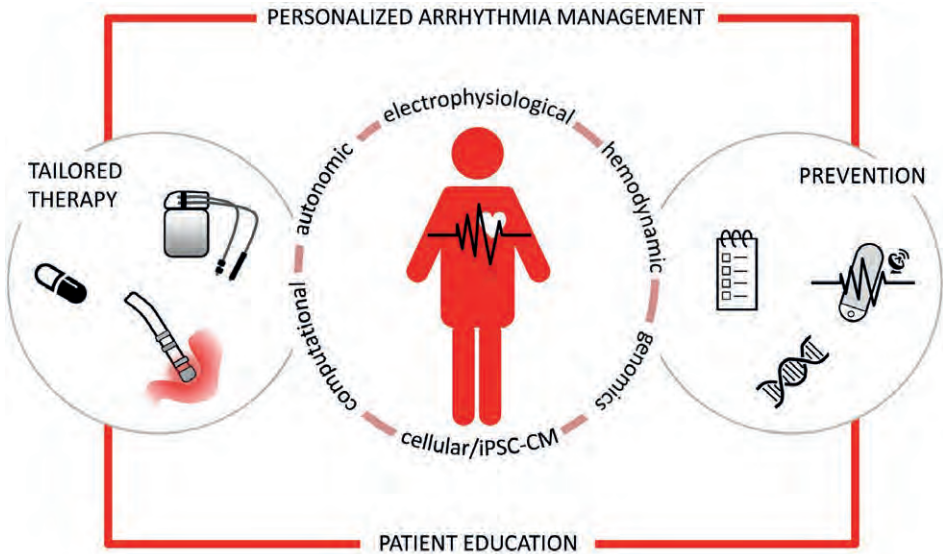 PERSONALIZED ARRHYTHMIA MANAGEMENT
TAILORED
THERAPY
electrophysiological
hemodynamic
genomics
cellular/iPSC-CM
computational
autonomic
PREVENTION
PATIENT EDUCATION